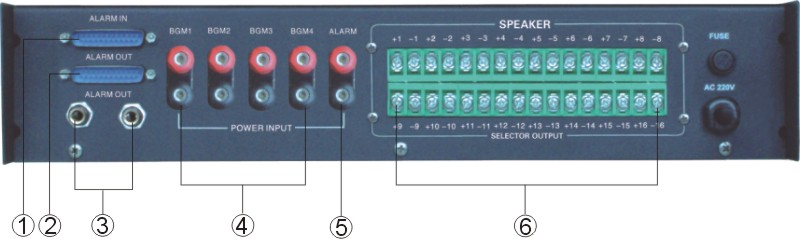 ALARM IN
ALARM OUT
ALARM OUT
BGM1 BGM2 BGM3 BGM4 ALARM
POWER INPUT
SPEAKER
+1 −1 +2 −2 +3 −3 +4 −4 +5 −5 +6 −6 +7 −7 +8 −8
+9 −9 +10 −10 +11 −11 +12 −12 +13 −13 +14 −14 +15 −15 +16 −16
SELECTOR OUTPUT
FUSE
AC 220V
① ② ③ ④ ⑤ ⑥